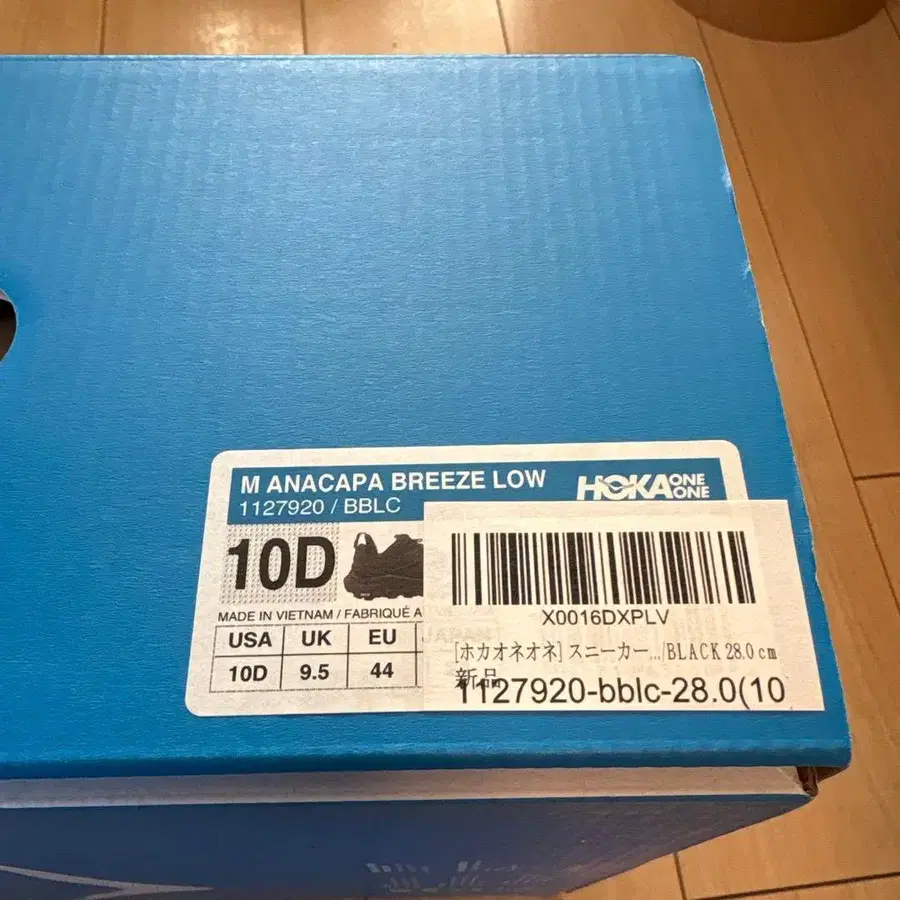 M ANACAPA BREEZE LOW
HOKA ONE ONE
1127920 / BBLC
10D
MADE IN VIETNAM / FABRIQUÉ A
USA UK EU
10D 9.5 44
X0016DXPLV
[ホカオネオネ] スニーカー.../BLACK 28.0 cm
新品
1127920-bblc-28.0(10